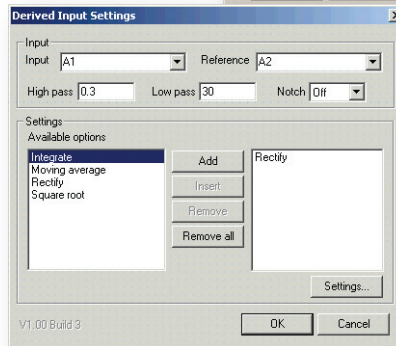 Derived Input Settings
Input
Input A1 Reference A2
High pass 0.3 Low pass 30 Notch Off
Settings
Available options
Integrate
Moving average
Rectify
Square root
Add
Insert
Remove
Remove all
Rectify
Settings...
V1.00 Build 3
OK Cancel